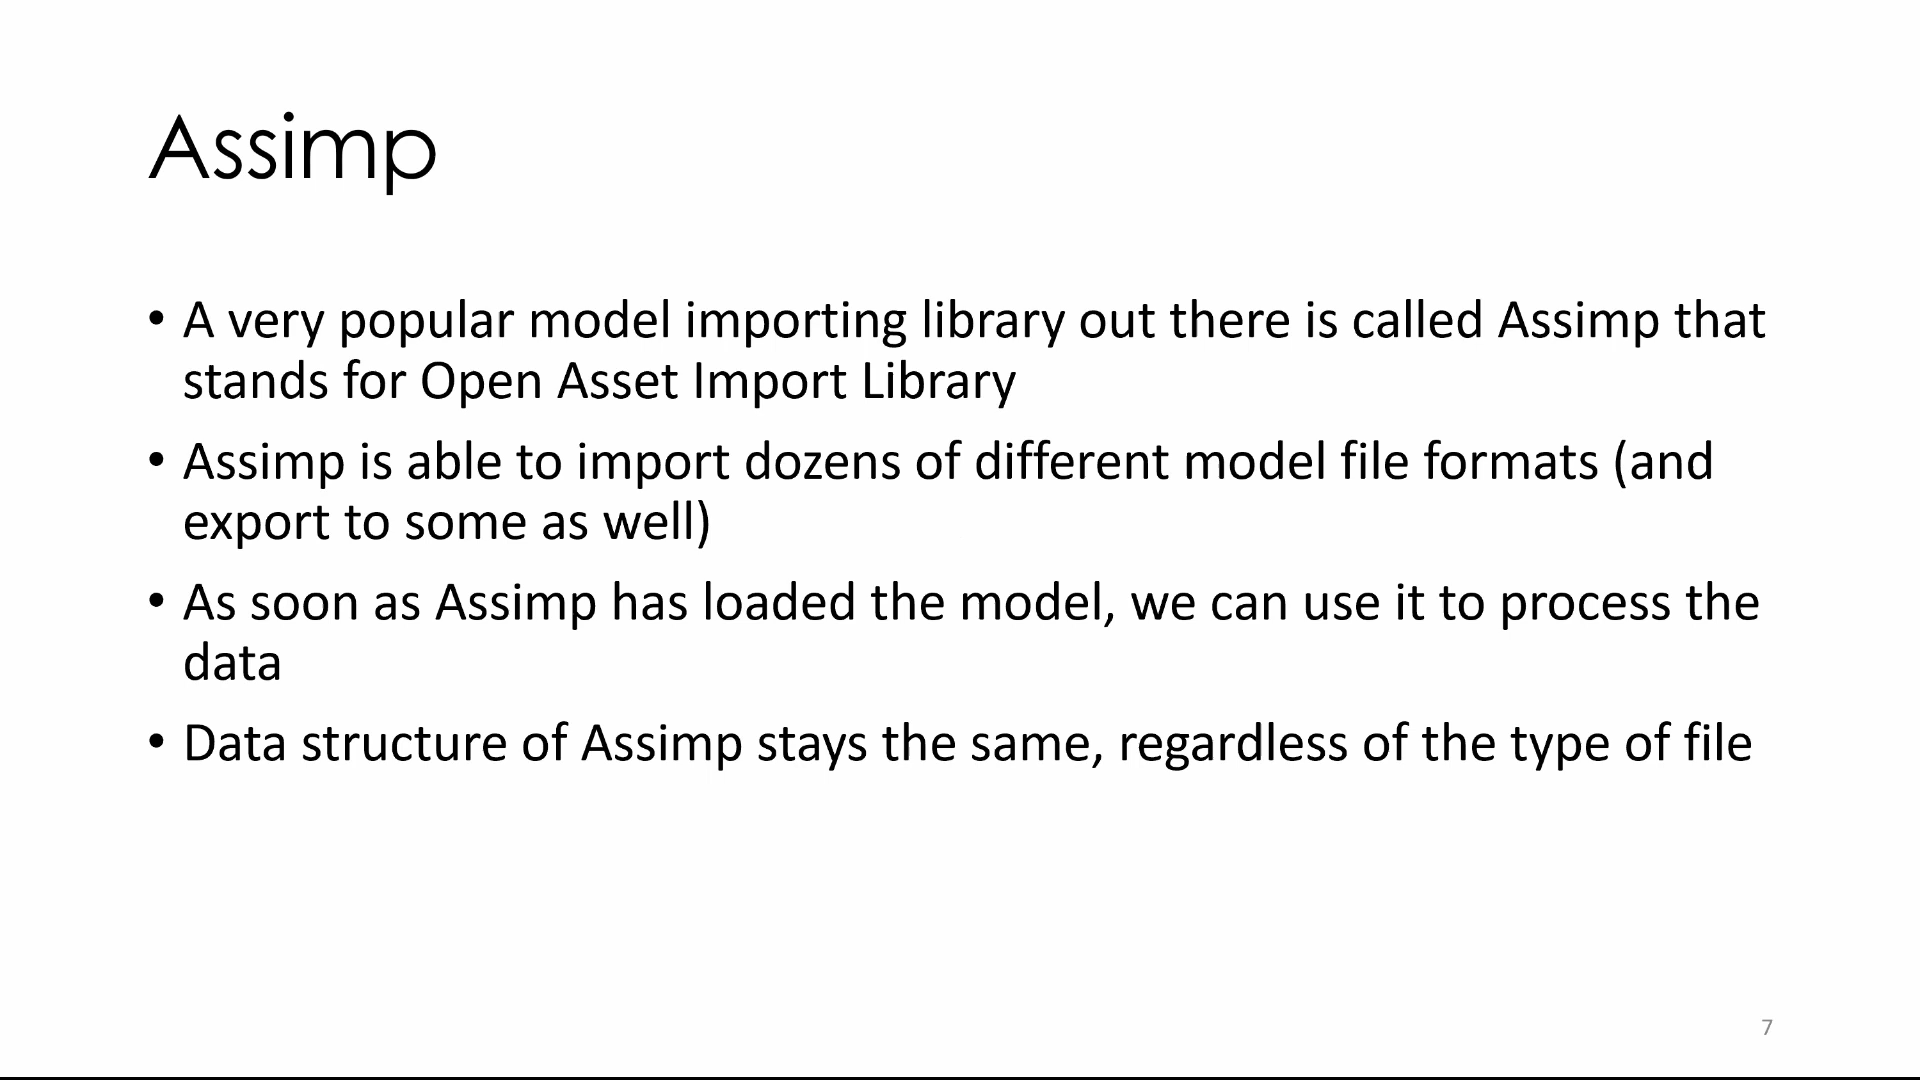 Assimp
• A very popular model importing library out there is called Assimp that
stands for Open Asset Import Library
• Assimp is able to import dozens of different model file formats (and
export to some as well)
• As soon as Assimp has loaded the model, we can use it to process the
data
• Data structure of Assimp stays the same, regardless of the type of file
7